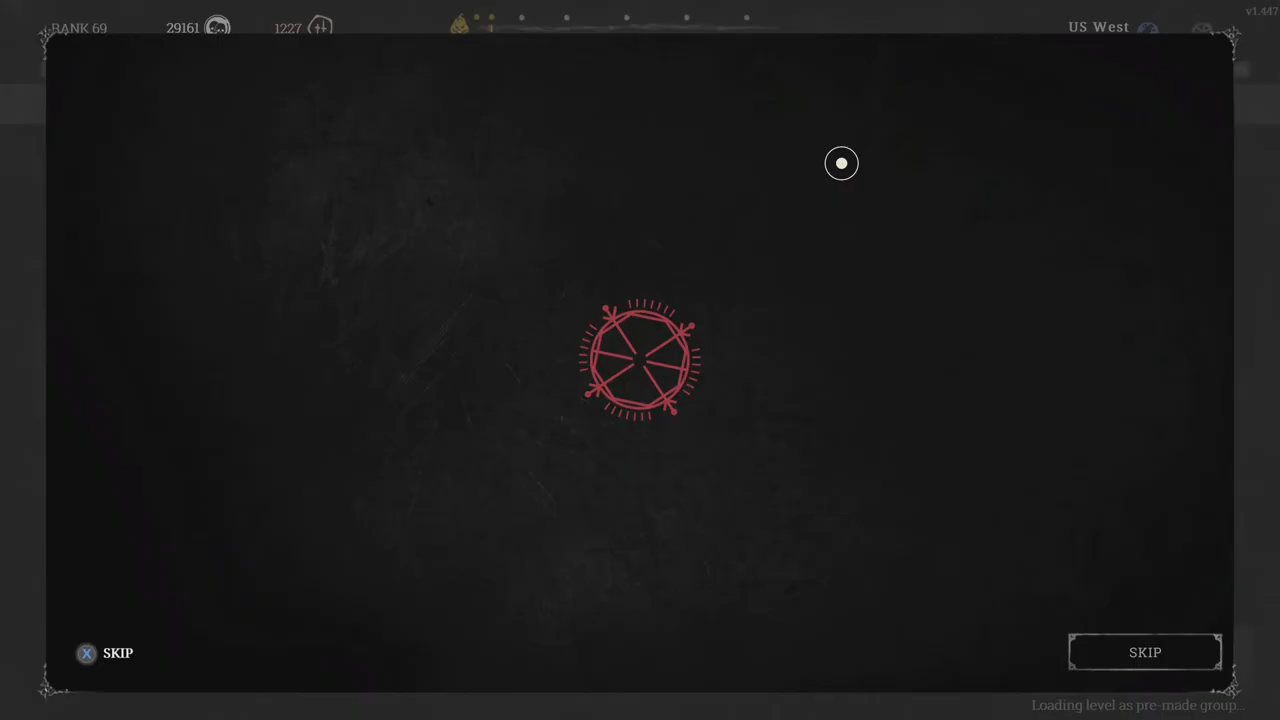 RANK 69 29161 1227 US West v1.447
X SKIP SKIP
Loading level as pre-made group...